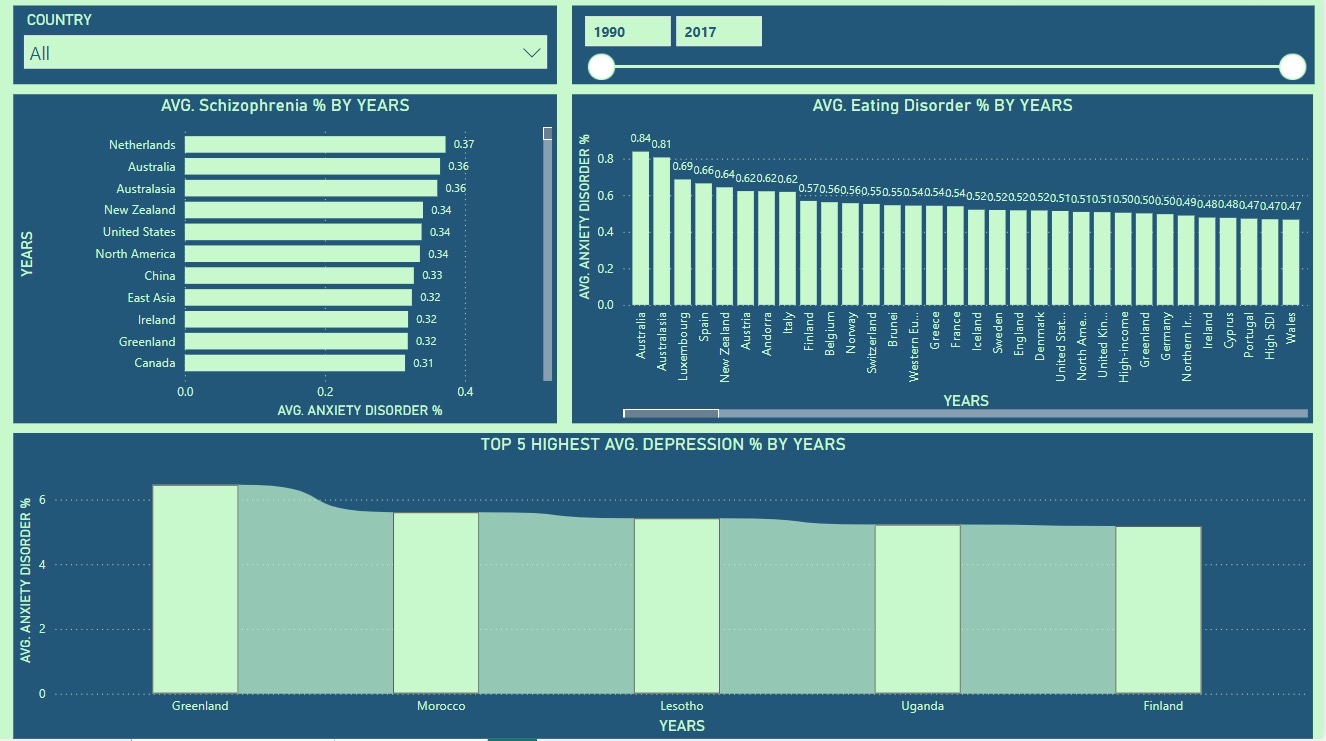 COUNTRY
All
1990
2017
AVG. Schizophrenia % BY YEARS
YEARS
Netherlands 0.37
Australia 0.36
Australasia 0.36
New Zealand 0.34
United States 0.34
North America 0.34
China 0.33
East Asia 0.32
Ireland 0.32
Greenland 0.32
Canada 0.31
0.0 0.2 0.4
AVG. ANXIETY DISORDER %
AVG. Eating Disorder % BY YEARS
AVG. ANXIETY DISORDER %
0.8
0.6
0.4
0.2
0.0
0.84 0.81 0.69 0.66 0.64 0.62 0.62 0.62 0.57 0.56 0.56 0.55 0.55 0.54 0.54 0.54 0.52 0.52 0.52 0.52 0.51 0.51 0.51 0.50 0.50 0.50 0.49 0.48 0.48 0.47 0.47 0.47
Australia
Australasia
Luxembourg
Spain
New Zealand
Austria
Andorra
Italy
Finland
Belgium
Norway
Switzerland
Brunei
Western Eu...
Greece
France
Iceland
Sweden
England
Denmark
United Stat...
North Ame...
United Kin...
High-income
Greenland
Germany
Northern Ir...
Ireland
Cyprus
Portugal
High SDI
Wales
YEARS
TOP 5 HIGHEST AVG. DEPRESSION % BY YEARS
AVG. ANXIETY DISORDER %
6
4
2
0
Greenland Morocco Lesotho Uganda Finland
YEARS